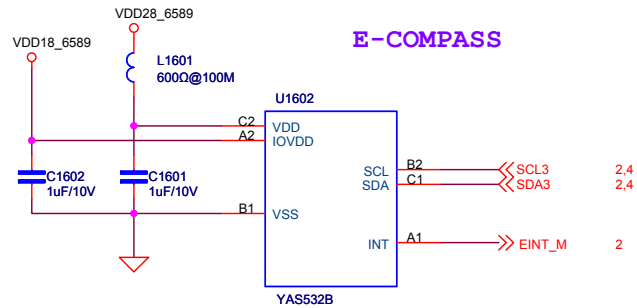 VDD28_6589
VDD18_6589
E-COMPASS
L1601
600Ω@100M
U1602
C2 VDD
A2 IOVDD
C1602
1uF/10V
C1601
1uF/10V
SCL B2 SCL3 2,4
SDA C1 SDA3 2,4
B1 VSS
INT A1 EINT_M 2
YAS532B